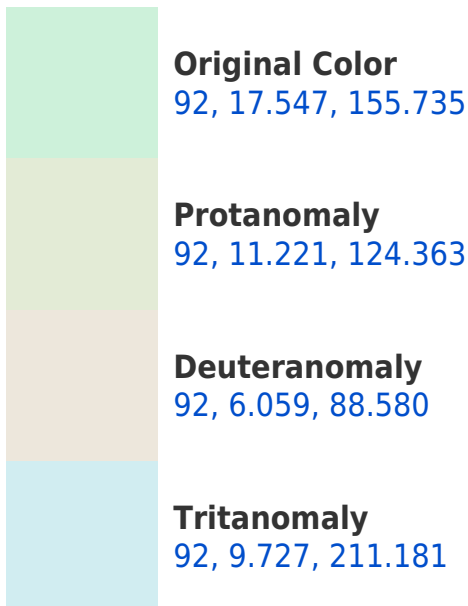 Original Color
92, 17.547, 155.735
Protanomaly
92, 11.221, 124.363
Deuteranomaly
92, 6.059, 88.580
Tritanomaly
92, 9.727, 211.181